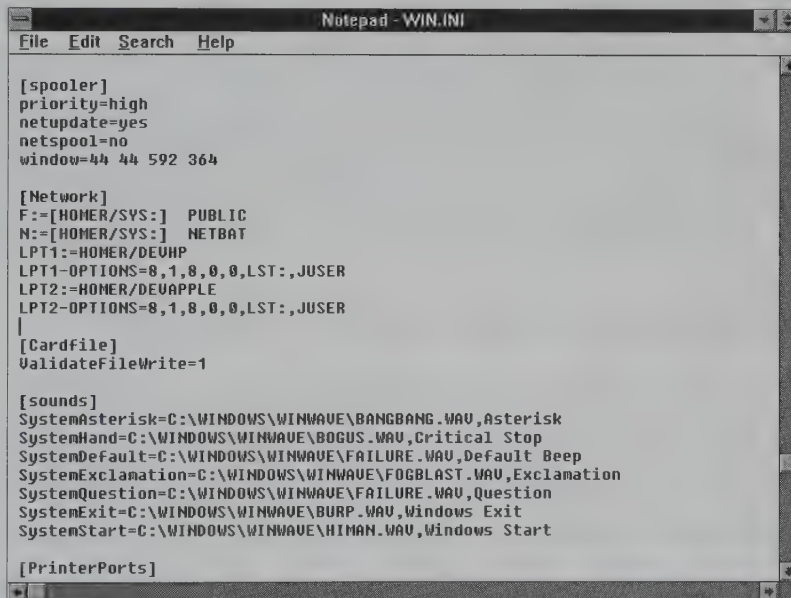 Notepad - WIN.INI
File Edit Search Help
[spooler]
priority=high
netupdate=yes
netspool=no
window=44 44 592 364
[Network]
F:=[HOMER/SYS:] PUBLIC
N:=[HOMER/SYS:] NETBAT
LPT1:=HOMER/DEVHP
LPT1-OPTIONS=8,1,8,0,0,LST:,JUSER
LPT2:=HOMER/DEVAPPLE
LPT2-OPTIONS=8,1,8,0,0,LST:,JUSER
[Cardfile]
ValidateFileWrite=1
[sounds]
SystemAsterisk=C:\WINDOWS\WINWAVE\BANGBANG.WAV,Asterisk
SystemHand=C:\WINDOWS\WINWAVE\BOGUS.WAV,Critical Stop
SystemDefault=C:\WINDOWS\WINWAVE\FAILURE.WAV,Default Beep
SystemExclamation=C:\WINDOWS\WINWAVE\FOGBLAST.WAV,Exclamation
SystemQuestion=C:\WINDOWS\WINWAVE\FAILURE.WAV,Question
SystemExit=C:\WINDOWS\WINWAVE\BURP.WAV,Windows Exit
SystemStart=C:\WINDOWS\WINWAVE\HIMAN.WAV,Windows Start
[PrinterPorts]